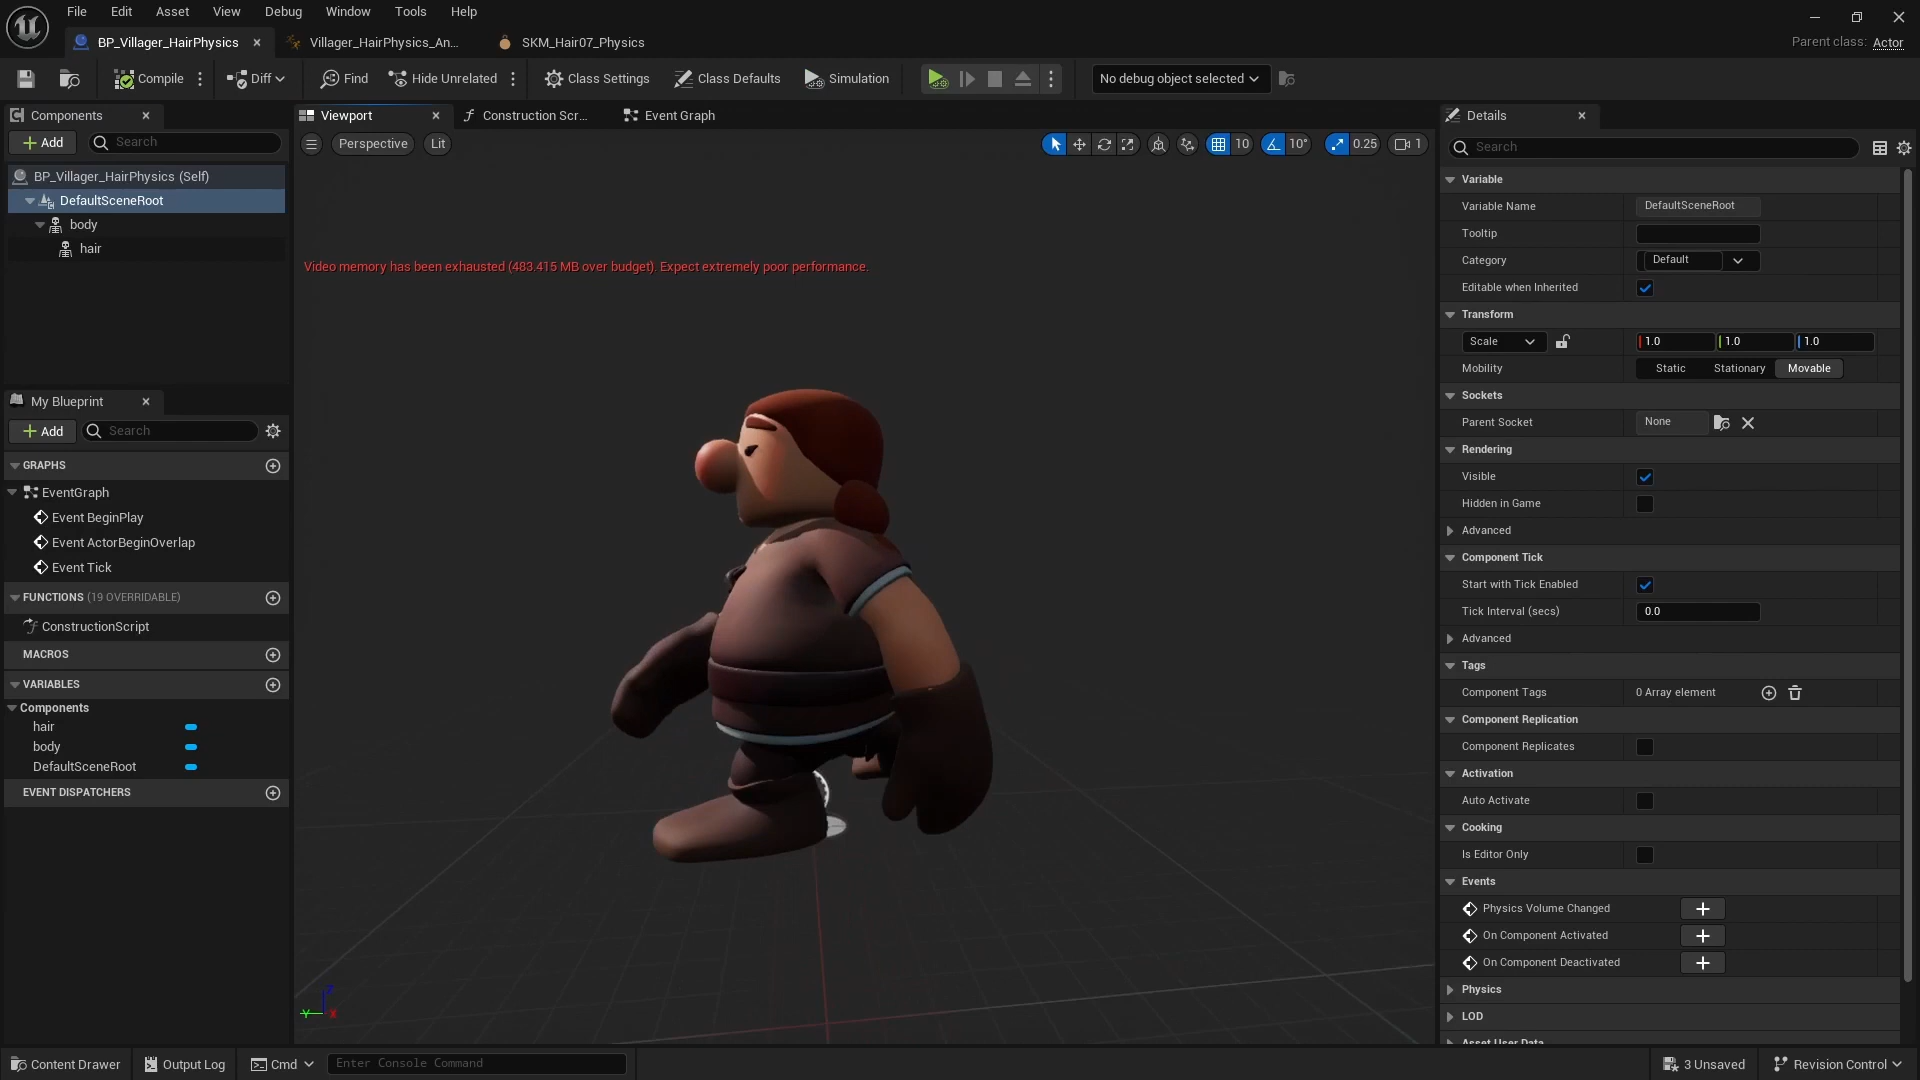 File Edit Asset View Debug Window Tools Help
BP_Villager_HairPhysics
Villager_HairPhysics_An...
SKM_Hair07_Physics
Parent class: Actor
Compile
Diff
Find
Hide Unrelated
Class Settings
Class Defaults
Simulation
No debug object selected
Components
Add
Search
BP_Villager_HairPhysics (Self)
DefaultSceneRoot
body
hair
My Blueprint
Add
Search
GRAPHS
EventGraph
Event BeginPlay
Event ActorBeginOverlap
Event Tick
FUNCTIONS (19 OVERRIDABLE)
ConstructionScript
MACROS
VARIABLES
Components
hair
body
DefaultSceneRoot
EVENT DISPATCHERS
Viewport
Construction Scr...
Event Graph
Perspective
Lit
10
10°
0.25
1
Video memory has been exhausted (483.415 MB over budget). Expect extremely poor performance.
Z
Y
X
Details
Search
Variable
Variable Name DefaultSceneRoot
Tooltip
Category Default
Editable when Inherited
Transform
Scale 1.0 1.0 1.0
Mobility Static Stationary Movable
Sockets
Parent Socket None
Rendering
Visible
Hidden in Game
Advanced
Component Tick
Start with Tick Enabled
Tick Interval (secs) 0.0
Advanced
Tags
Component Tags 0 Array element
Component Replication
Component Replicates
Activation
Auto Activate
Cooking
Is Editor Only
Events
Physics Volume Changed
On Component Activated
On Component Deactivated
Physics
LOD
Asset User Data
Content Drawer
Output Log
Cmd
Enter Console Command
3 Unsaved
Revision Control